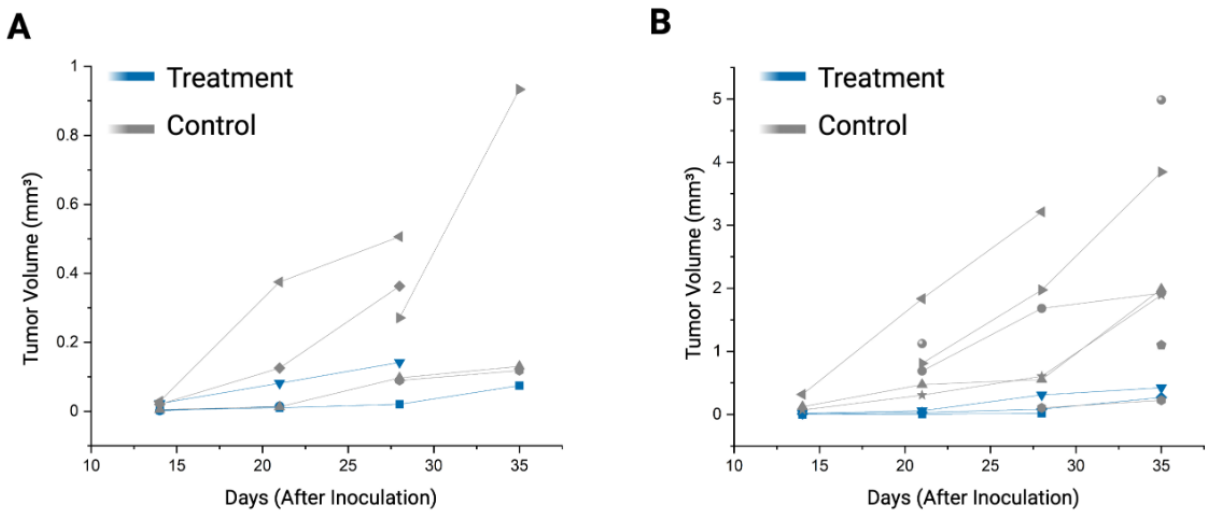 A
Treatment
Control
Tumor Volume (mm³)
1
0.8
0.6
0.4
0.2
0
10
15
20
25
30
35
Days (After Inoculation)
B
Treatment
Control
Tumor Volume (mm³)
5
4
3
2
1
0
10
15
20
25
30
35
Days (After Inoculation)